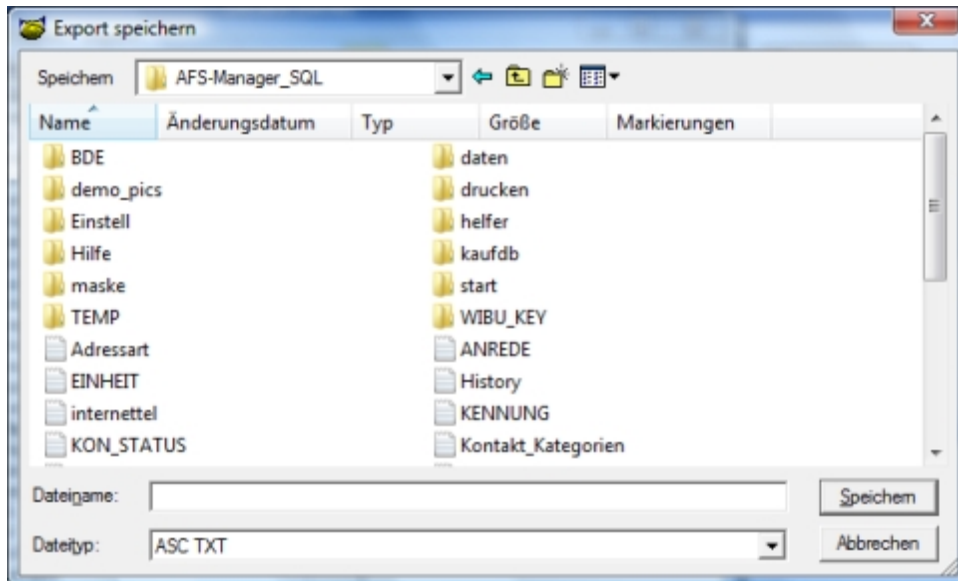 Export speichern
Speichern AFS-Manager_SQL
Name Änderungsdatum Typ Größe Markierungen
BDE daten
demo_pics drucken
Einstell helfer
Hilfe kaufdb
maske start
TEMP WIBU_KEY
Adressart ANREDE
EINHEIT History
internettel KENNUNG
KON_STATUS Kontakt_Kategorien
Dateiname: Speichern
Dateityp: ASC TXT Abbrechen